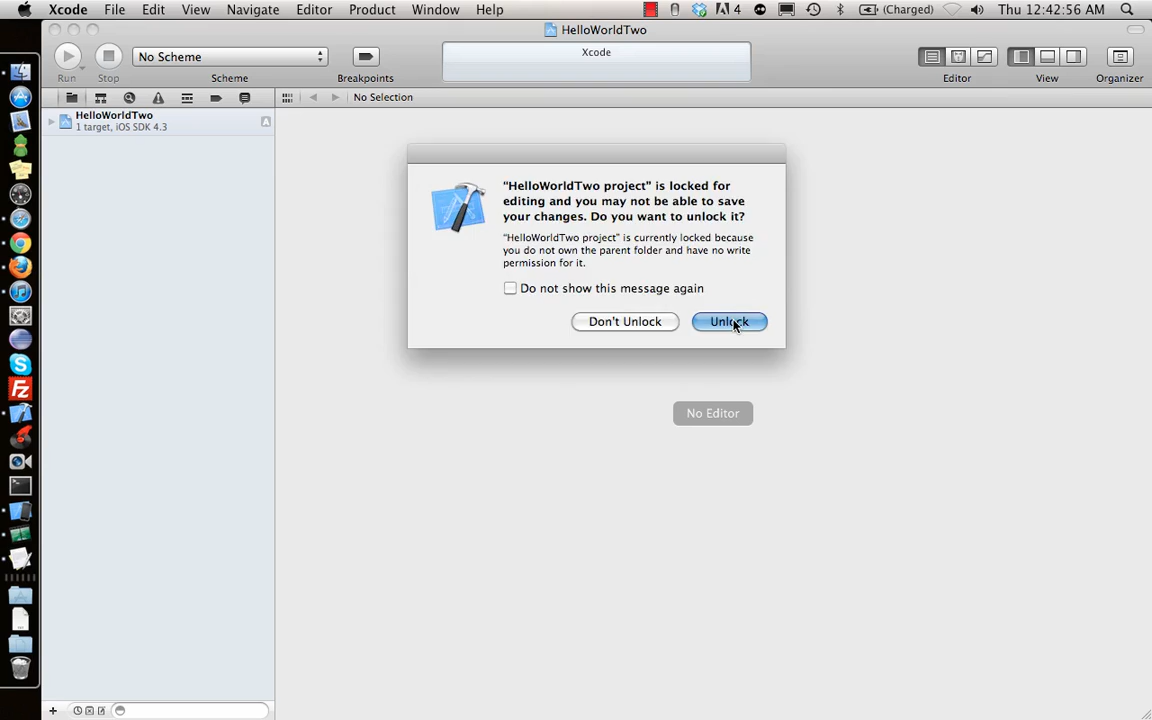 Xcode File Edit View Navigate Editor Product Window Help 4 (Charged) Thu 12:42:56 AM
HelloWorldTwo
No Scheme
Xcode
Run Stop Scheme Breakpoints Editor View Organizer
No Selection
HelloWorldTwo
1 target, iOS SDK 4.3
A
"HelloWorldTwo project" is locked for
editing and you may not be able to save
your changes. Do you want to unlock it?
"HelloWorldTwo project" is currently locked because
you do not own the parent folder and have no write
permission for it.
Do not show this message again
Don't Unlock Unlock
No Editor